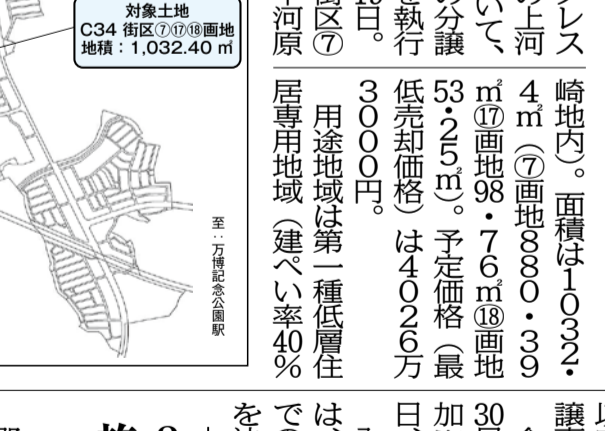 プレス
の上河
いて、
の分譲
を執行
日。
街区⑦
河原
崎地内)。面積は1032・
4㎡(⑦画地880・39
㎡⑰画地98・76㎡⑱画地
53・25㎡)。予定価格(最
低売却価格)は4026万
3000円。
用途地域は第一種低層住
居専用地域(建ぺい率40%
対象土地
C34 街区⑦⑰⑱画地
地積:1,032.40 ㎡
至:万博記念公園駅
譲
30
加
日、
は、
での
を